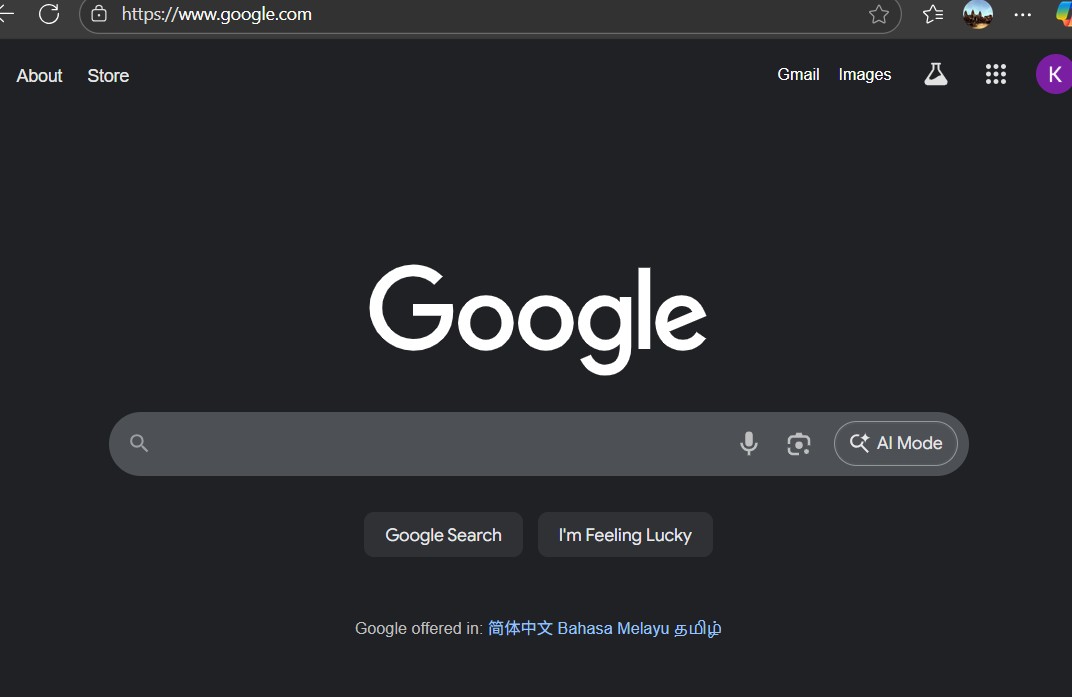 https://www.google.com
About Store Gmail Images K
Google
AI Mode
Google Search I'm Feeling Lucky
Google offered in: 简体中文 Bahasa Melayu தமிழ்